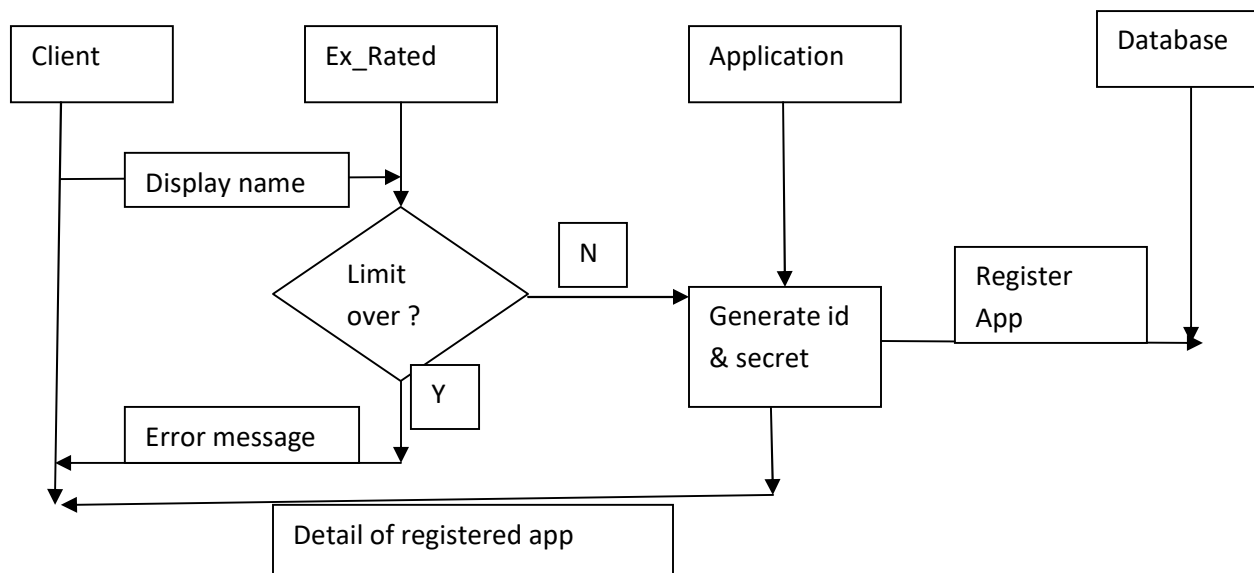 Client
Ex_Rated
Application
Database
Display name
N
Limit
over ?
Register
App
Generate id
& secret
Y
Error message
Detail of registered app